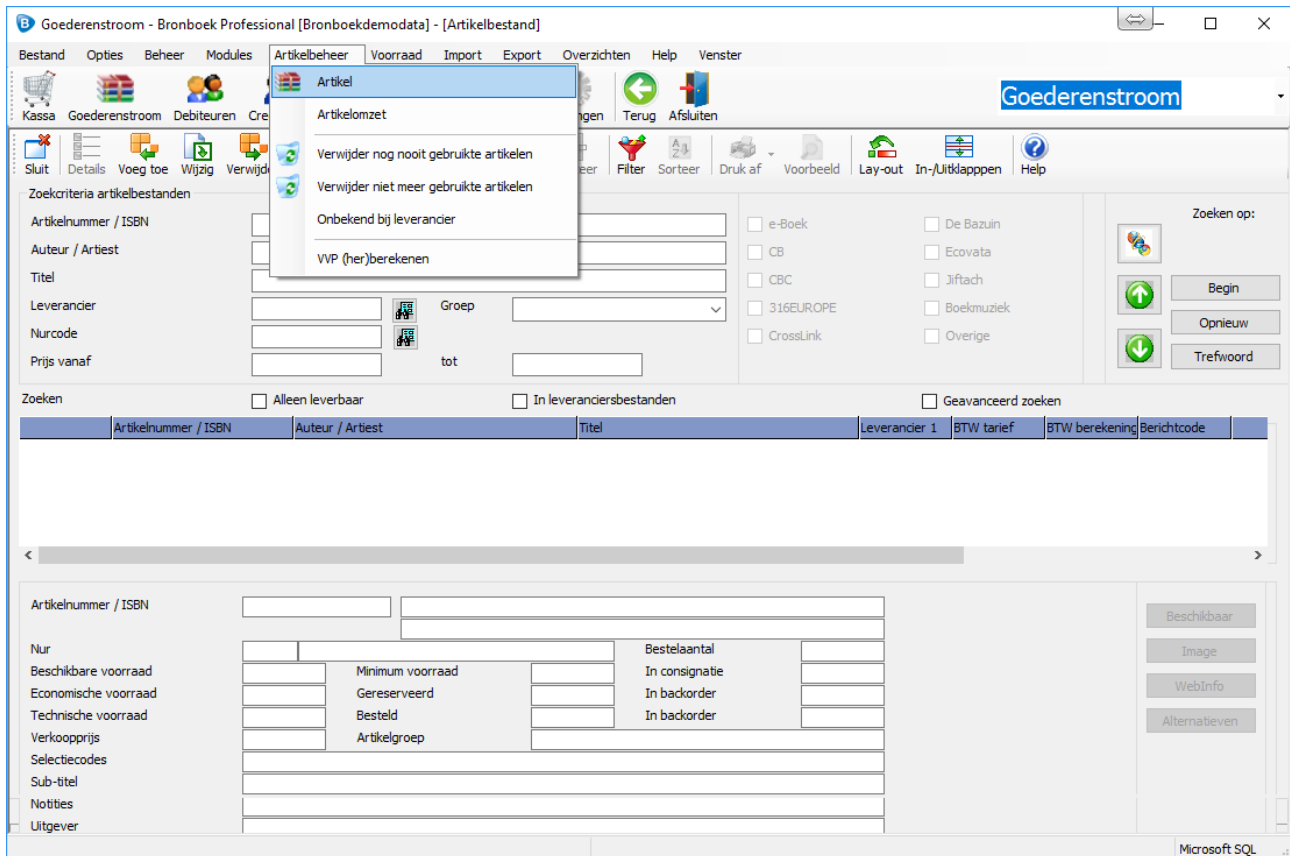 Goederenstroom - Bronboek Professional [Bronboekdemodata] - [Artikelbestand]
Bestand Opties Beheer Modules Artikelbeheer Voorraad Import Export Overzichten Help Venster
Artikel
Artikelomzet
Verwijder nog nooit gebruikte artikelen
Verwijder niet meer gebruikte artikelen
Onbekend bij leverancier
VVP (her)berekenen
Kassa Goederenstroom Debiteuren Terug Afsluiten
Goederenstroom
Sluit Details Voeg toe Wijzig Filter Sorteer Druk af Voorbeeld Lay-out In-/Uitklapppen Help
Zoekcriteria artikelbestanden
Artikelnummer / ISBN
Auteur / Artiest
Titel
Leverancier Groep
Nurcode
Prijs vanaf tot
e-Boek De Bazuin
CB Ecovata
CBC Jiftach
316EUROPE Boekmuziek
CrossLink Overige
Zoeken op:
Begin
Opnieuw
Trefwoord
Zoeken Alleen leverbaar In leveranciersbestanden Geavanceerd zoeken
Artikelnummer / ISBN Auteur / Artiest Titel Leverancier 1 BTW tarief BTW berekening Berichtcode
Artikelnummer / ISBN
Nur Bestelaantal
Beschikbare voorraad Minimum voorraad In consignatie
Economische voorraad Gereserveerd In backorder
Technische voorraad Besteld In backorder
Verkoopprijs Artikelgroep
Selectiecodes
Sub-titel
Notities
Uitgever
Beschikbaar
Image
WebInfo
Alternatieven
Microsoft SQL